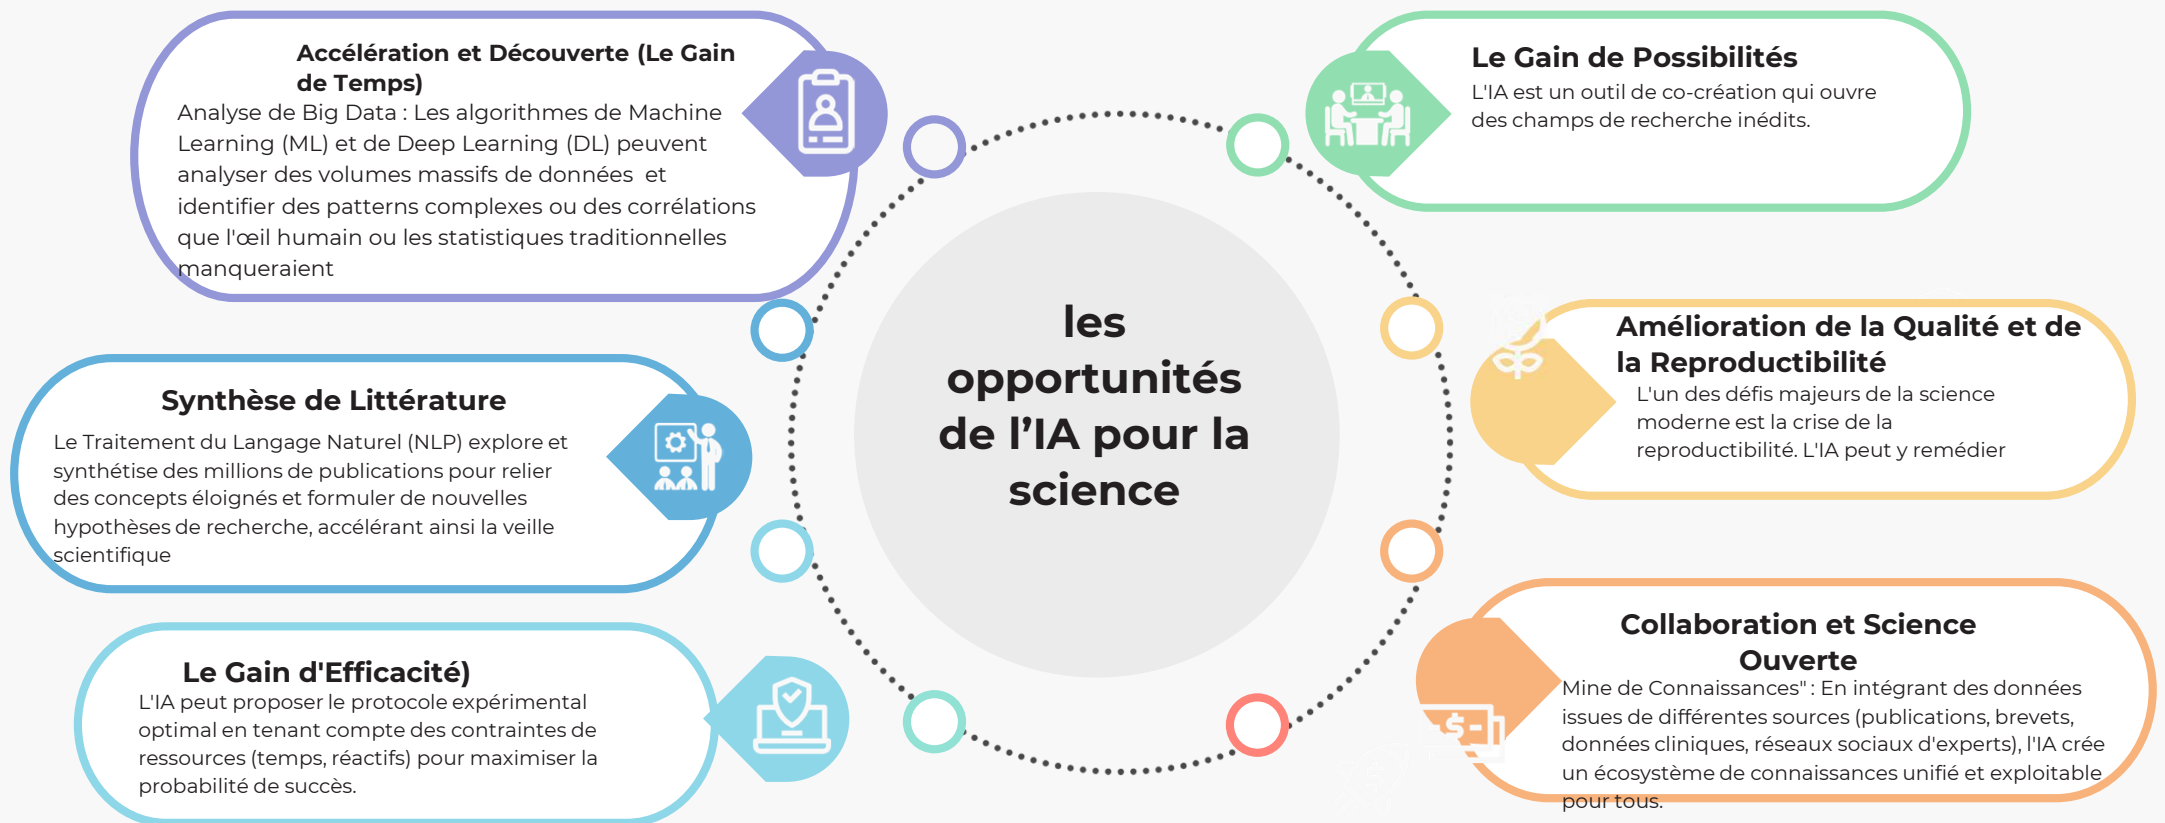 Accélération et Découverte (Le Gain
de Temps)
Analyse de Big Data : Les algorithmes de Machine
Learning (ML) et de Deep Learning (DL) peuvent
analyser des volumes massifs de données et
identifier des patterns complexes ou des corrélations
que l'œil humain ou les statistiques traditionnelles
manqueraient
Synthèse de Littérature
Le Traitement du Langage Naturel (NLP) explore et
synthétise des millions de publications pour relier
des concepts éloignés et formuler de nouvelles
hypothèses de recherche, accélérant ainsi la veille
scientifique
Le Gain d'Efficacité)
L'IA peut proposer le protocole expérimental
optimal en tenant compte des contraintes de
ressources (temps, réactifs) pour maximiser la
probabilité de succès.
les
opportunités
de l’IA pour la
science
Le Gain de Possibilités
L'IA est un outil de co-création qui ouvre
des champs de recherche inédits.
Amélioration de la Qualité et de
la Reproductibilité
L'un des défis majeurs de la science
moderne est la crise de la
reproductibilité. L'IA peut y remédier
Collaboration et Science
Ouverte
Mine de Connaissances" : En intégrant des données
issues de différentes sources (publications, brevets,
données cliniques, réseaux sociaux d'experts), l'IA crée
un écosystème de connaissances unifié et exploitable
pour tous.